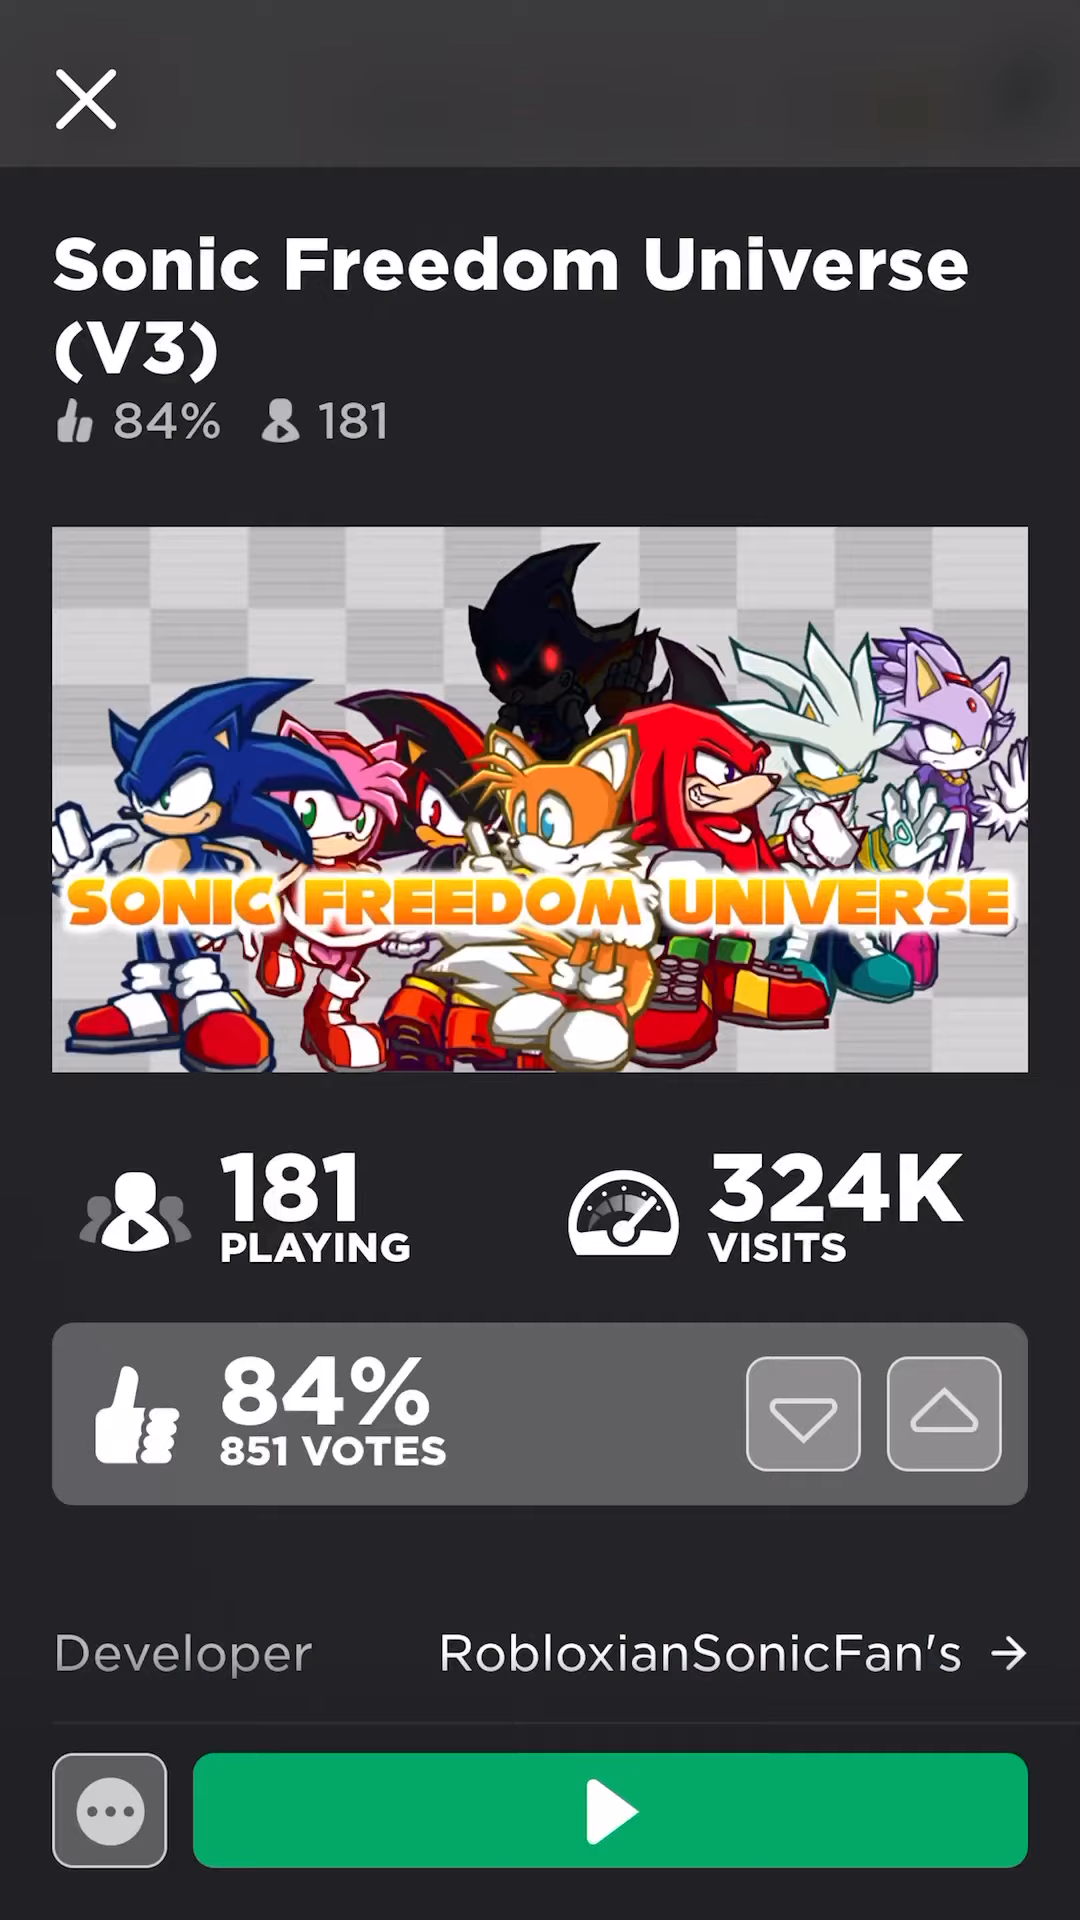 Sonic Freedom Universe
(V3)
84% 181
SONIC FREEDOM UNIVERSE
181
PLAYING
324K
VISITS
84%
851 VOTES
Developer RobloxianSonicFan's